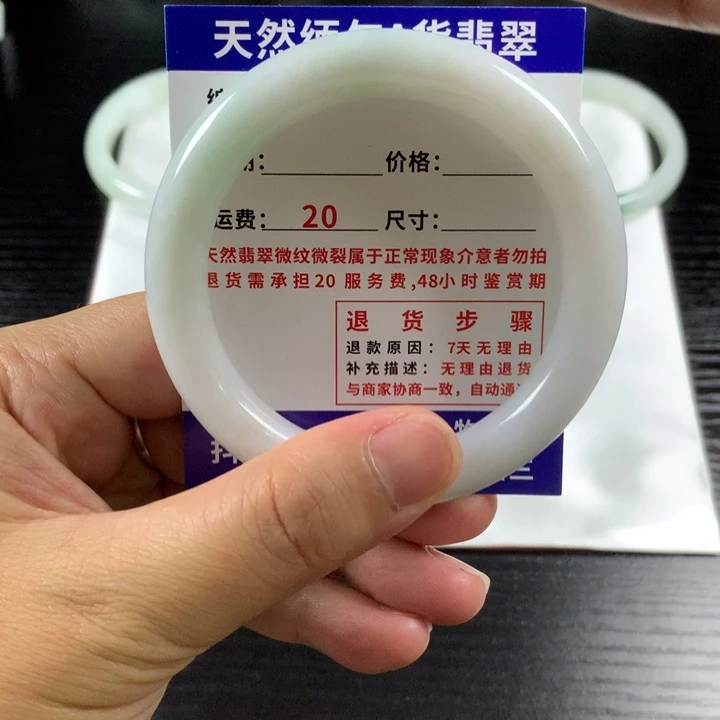 天然缅甸A货翡翠
价格:
运费: 20 尺寸:
天然翡翠微纹微裂属于正常现象介意者勿拍
退货需承担20服务费,48小时鉴赏期
退货步骤
退款原因: 7天无理由
补充描述: 无理由退货
与商家协商一致,自动通